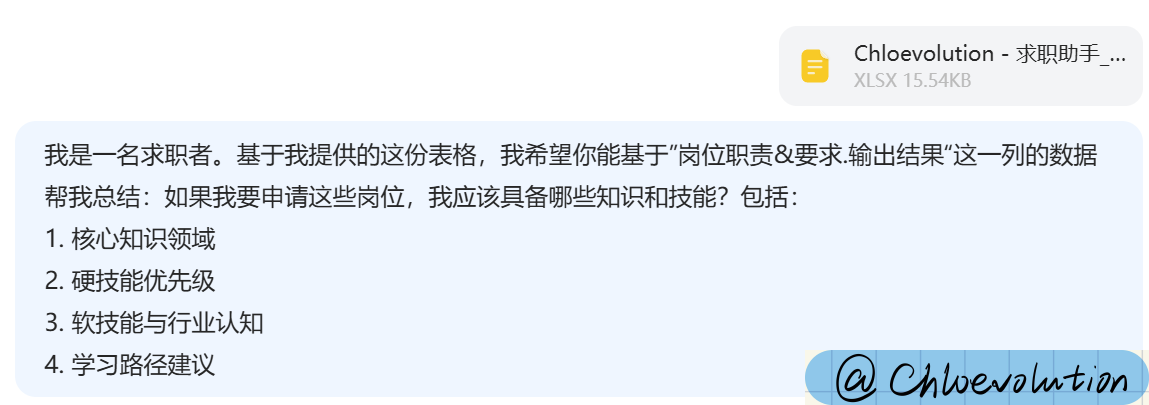 Chloevolution - 求职助手_...
XLSX 15.54KB
我是一名求职者。基于我提供的这份表格，我希望你能基于”岗位职责&要求.输出结果“这一列的数据
帮我总结：如果我要申请这些岗位，我应该具备哪些知识和技能？包括：
1. 核心知识领域
2. 硬技能优先级
3. 软技能与行业认知
4. 学习路径建议
@ Chloevolution